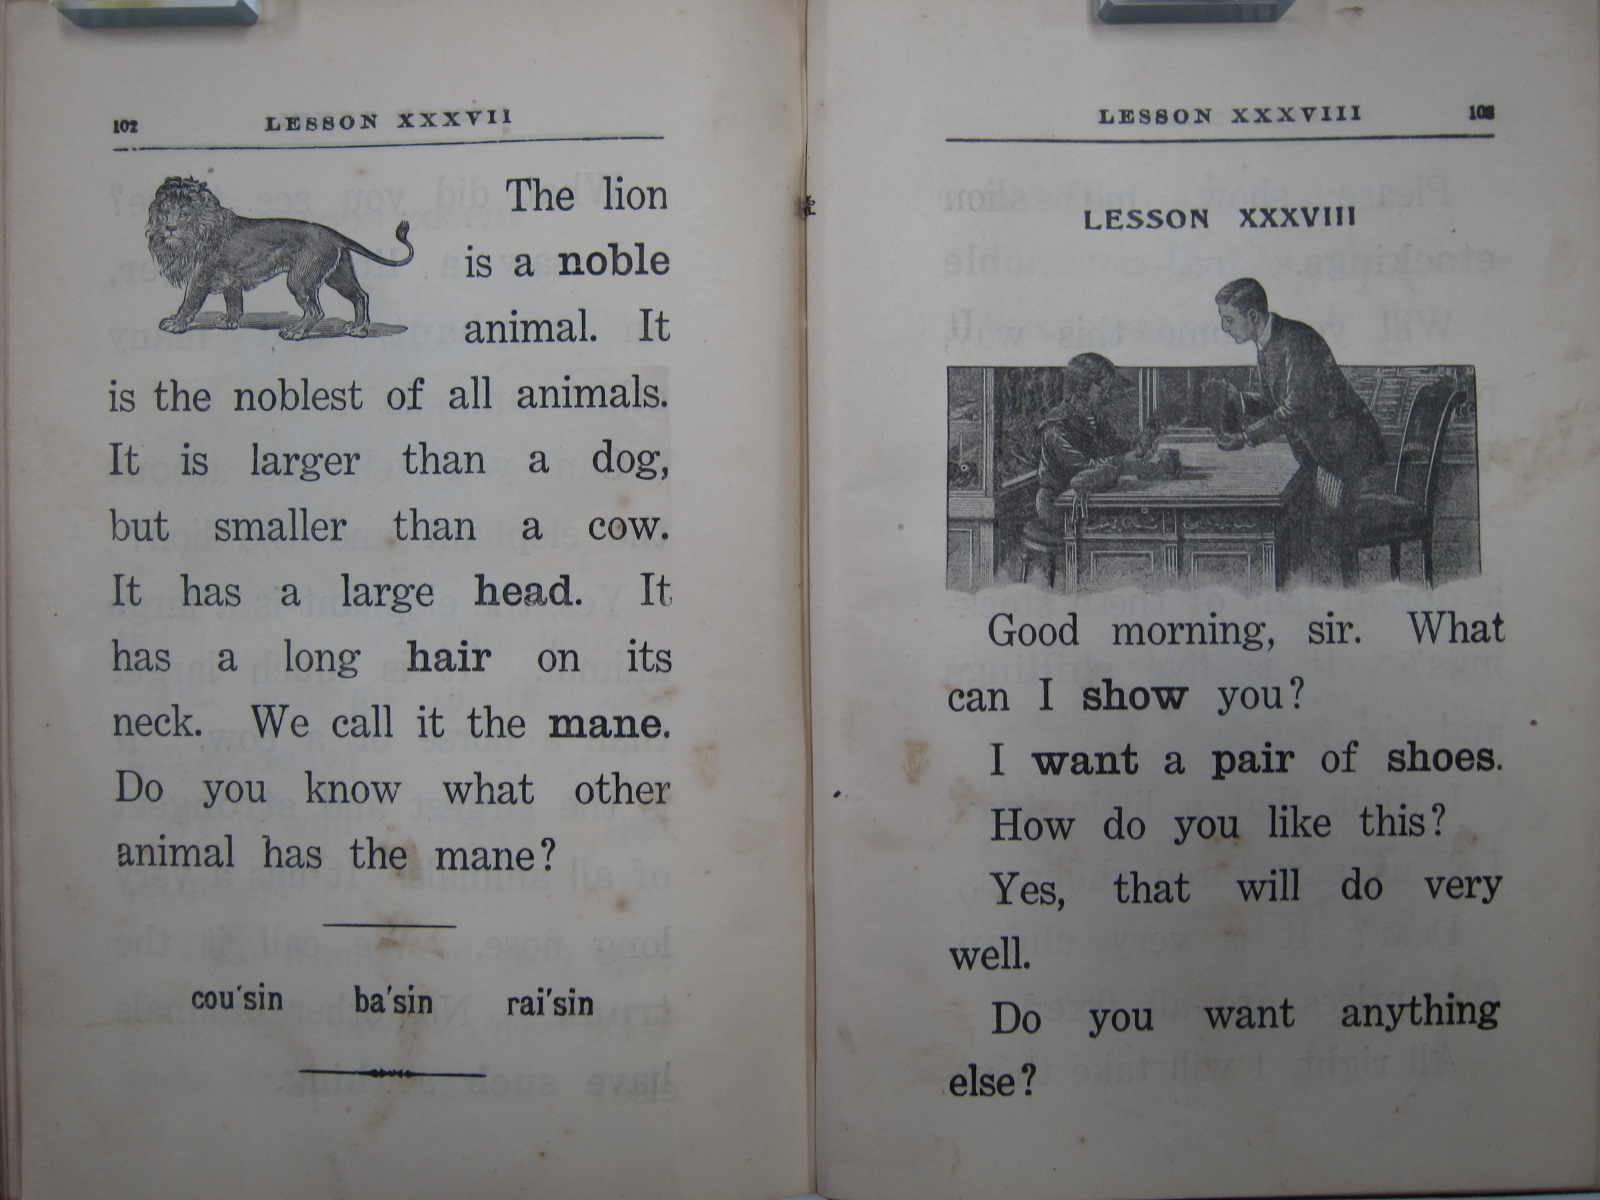 102 LESSON XXXVII
The lion
is a noble
animal. It
is the noblest of all animals.
It is larger than a dog,
but smaller than a cow.
It has a large head. It
has a long hair on its
neck. We call it the mane.
Do you know what other
animal has the mane?
cou'sin ba'sin rai'sin
LESSON XXXVIII 103
LESSON XXXVIII
Good morning, sir. What
can I show you?
I want a pair of shoes.
How do you like this?
Yes, that will do very
well.
Do you want anything
else?